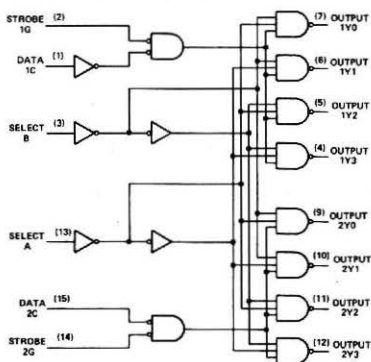 STROBE (2)
1G
DATA (1)
1C
SELECT (3)
B
SELECT (13)
A
DATA (15)
2C
STROBE (14)
2G
(7) OUTPUT
1Y0
(6) OUTPUT
1Y1
(5) OUTPUT
1Y2
(4) OUTPUT
1Y3
(9) OUTPUT
2Y0
(10) OUTPUT
2Y1
(11) OUTPUT
2Y2
(12) OUTPUT
2Y3